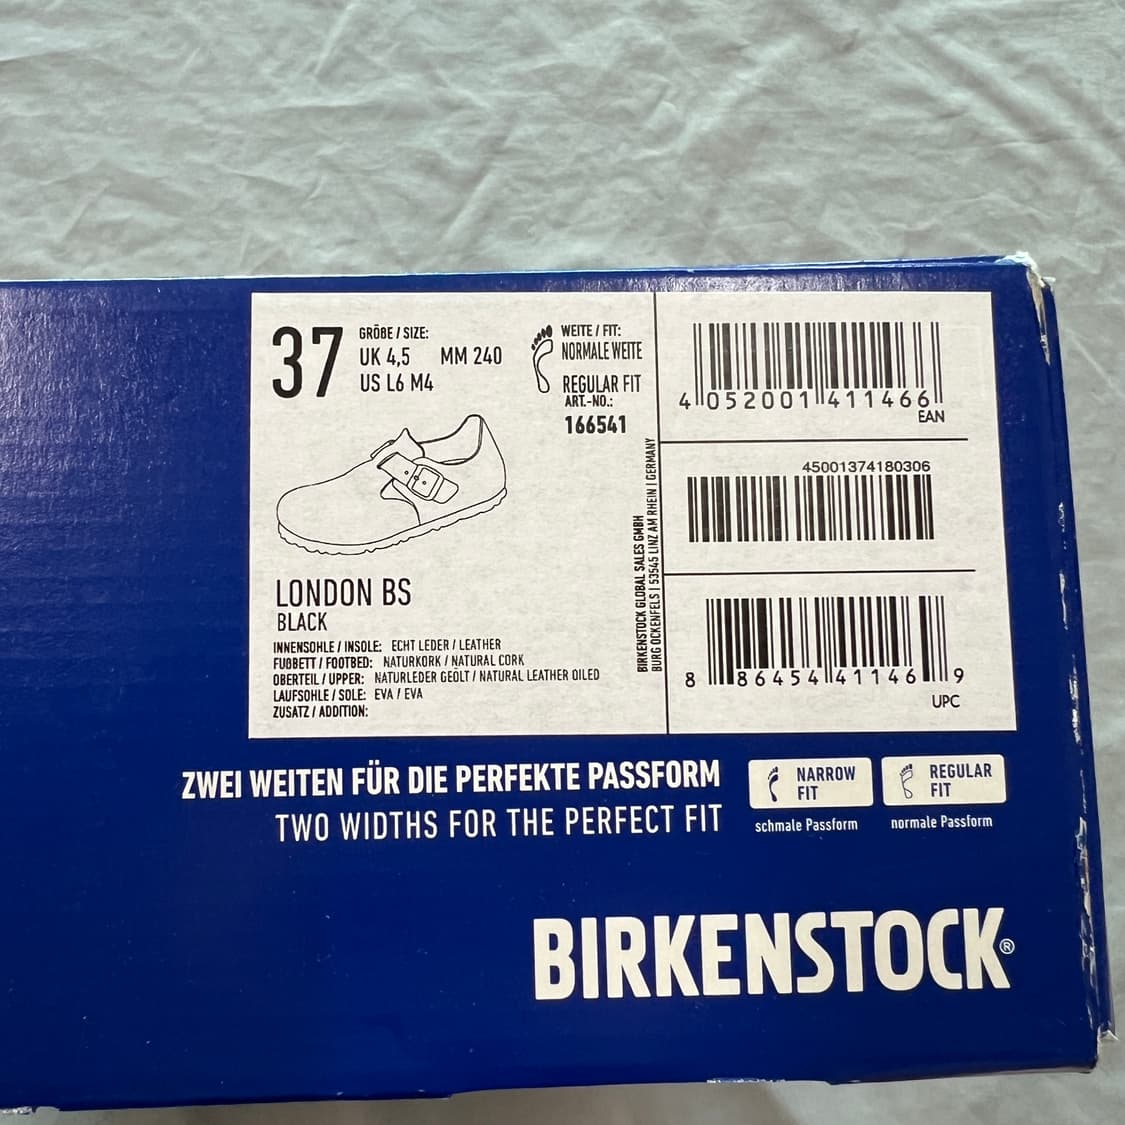 37
GRÖßE / SIZE:
UK 4,5 MM 240
US L6 M4
WEITE / FIT:
NORMALE WEITE
REGULAR FIT
ART.-NO.:
166541
LONDON BS
BLACK
INNENSOHLE / INSOLE: ECHT LEDER / LEATHER
FUßBETT / FOOTBED: NATURKORK / NATURAL CORK
OBERTEIL / UPPER: NATURLEDER GEÖLT / NATURAL LEATHER OILED
LAUFSOHLE / SOLE: EVA / EVA
ZUSATZ / ADDITION:
BIRKENSTOCK GLOBAL SALES GMBH
BURG OCKENFELS | 53545 LINZ AM RHEIN | GERMANY
4 052001 411466
EAN
45001374180306
8 86454 41146 9
UPC
ZWEI WEITEN FÜR DIE PERFEKTE PASSFORM
TWO WIDTHS FOR THE PERFECT FIT
NARROW
FIT
schmale Passform
REGULAR
FIT
normale Passform
BIRKENSTOCK®